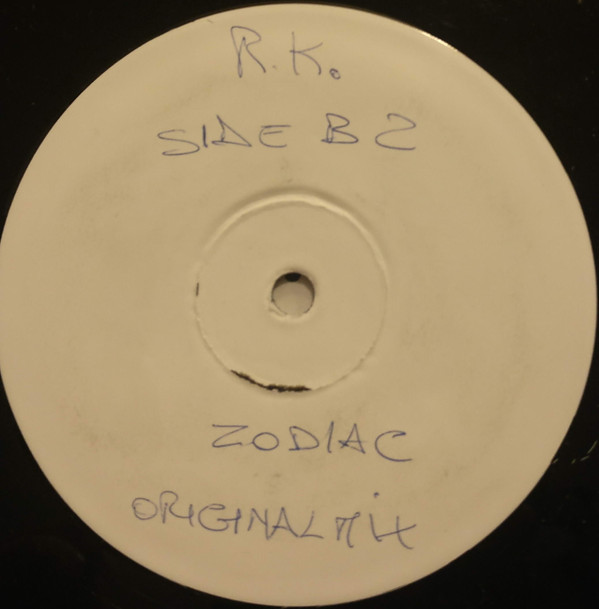 R.K.
SIDE B2
ZODIAC
ORIGINAL MIX